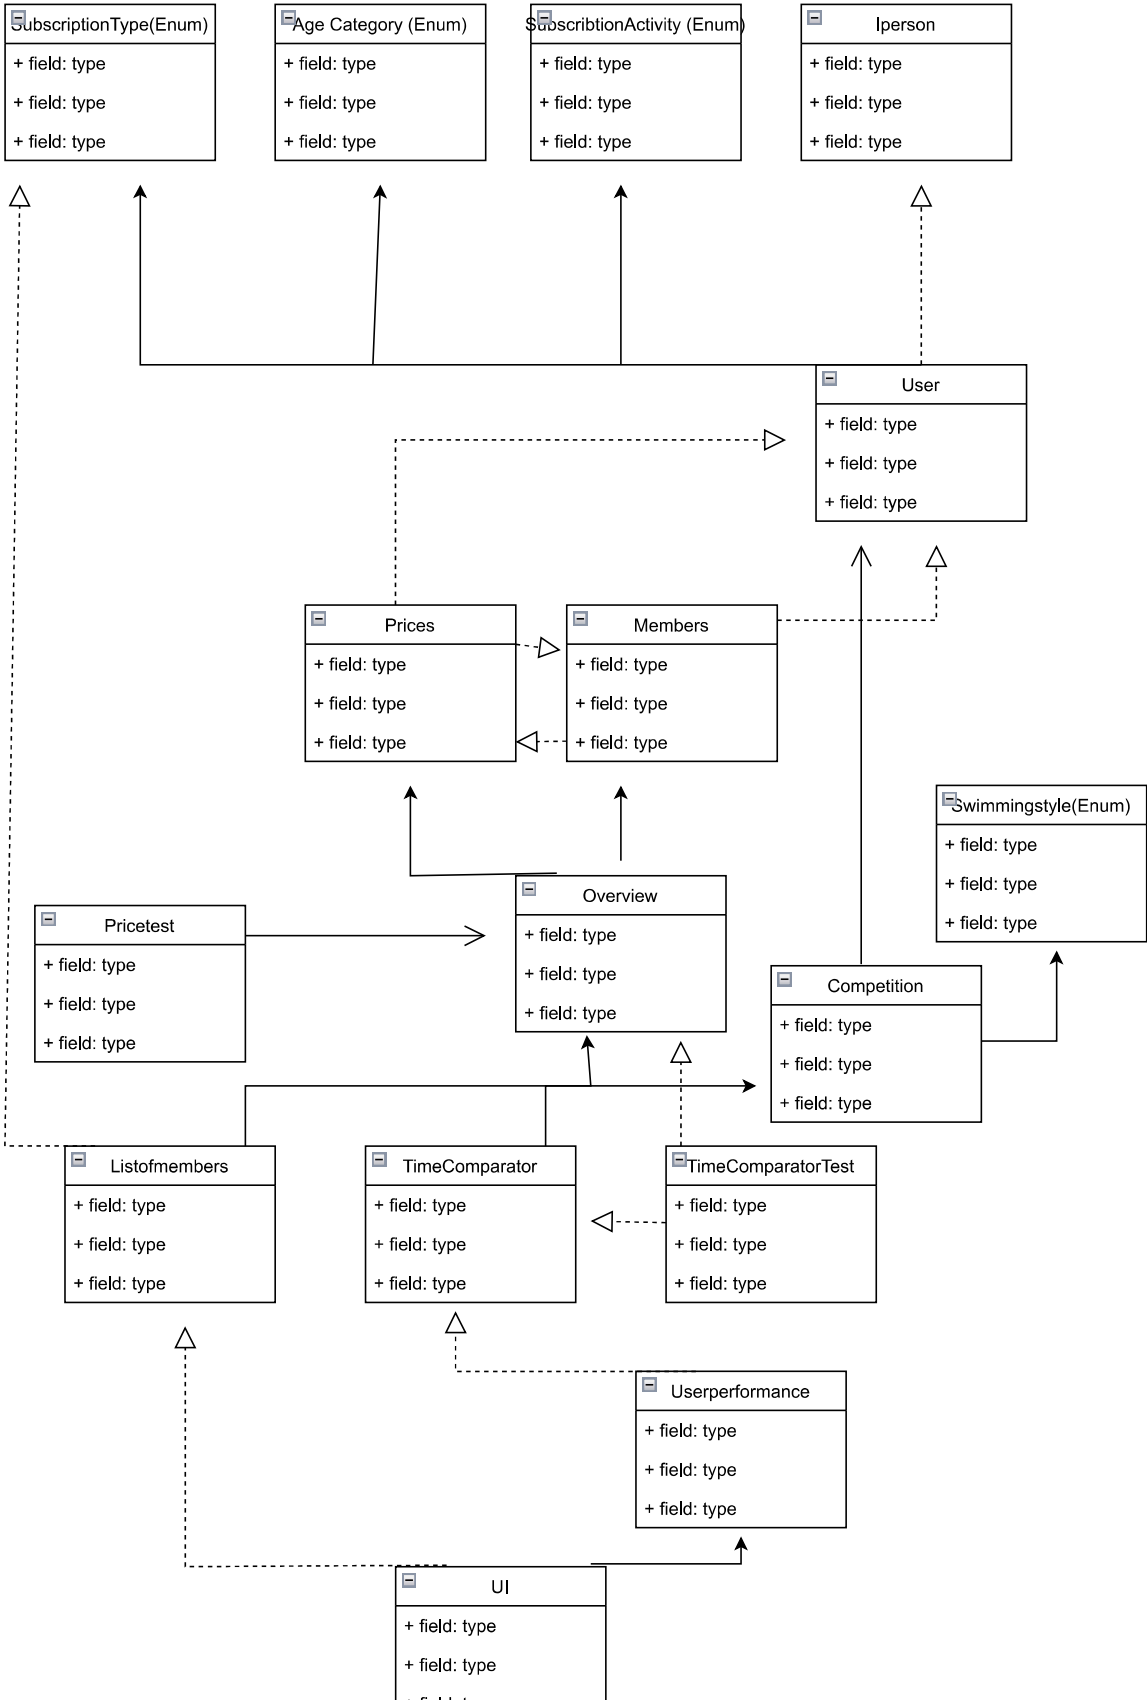 SubscriptionType(Enum)
+ field: type
+ field: type
+ field: type
Age Category (Enum)
+ field: type
+ field: type
+ field: type
SubscribtionActivity (Enum)
+ field: type
+ field: type
+ field: type
Iperson
+ field: type
+ field: type
+ field: type
User
+ field: type
+ field: type
+ field: type
Prices
+ field: type
+ field: type
+ field: type
Members
+ field: type
+ field: type
+ field: type
Swimmingstyle(Enum)
+ field: type
+ field: type
+ field: type
Overview
+ field: type
+ field: type
+ field: type
Pricetest
+ field: type
+ field: type
+ field: type
Competition
+ field: type
+ field: type
+ field: type
Listofmembers
+ field: type
+ field: type
+ field: type
TimeComparator
+ field: type
+ field: type
+ field: type
TimeComparatorTest
+ field: type
+ field: type
+ field: type
Userperformance
+ field: type
+ field: type
+ field: type
UI
+ field: type
+ field: type